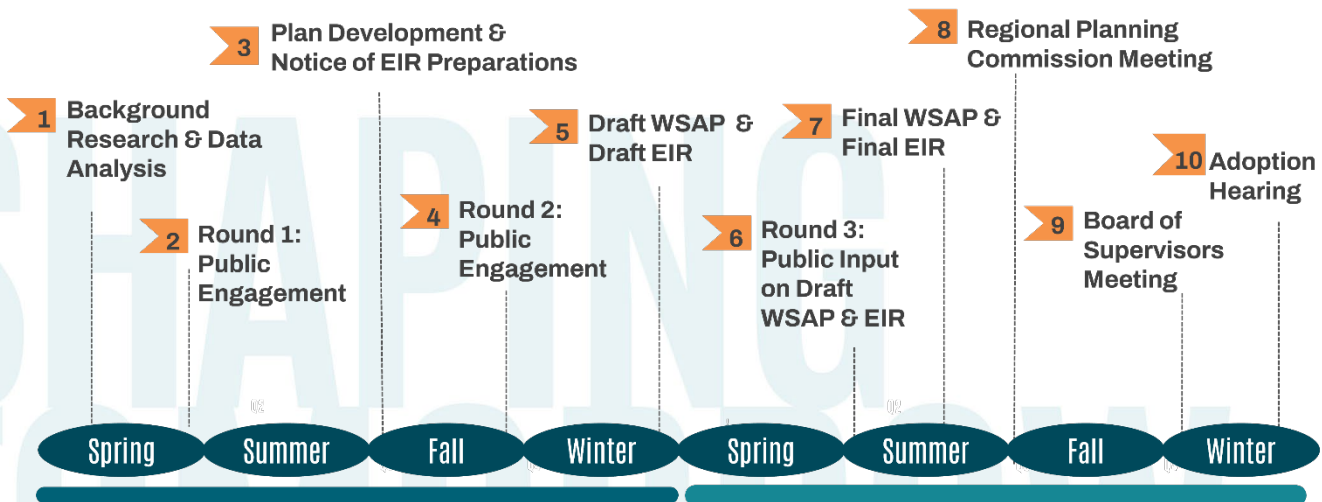 1
Background
Research & Data
Analysis
2
Round 1:
Public
Engagement
3
Plan Development &
Notice of EIR Preparations
4
Round 2:
Public
Engagement
5
Draft WSAP &
Draft EIR
6
Round 3:
Public Input
on Draft
WSAP & EIR
7
Final WSAP &
Final EIR
8
Regional Planning
Commission Meeting
9
Board of
Supervisors
Meeting
10
Adoption
Hearing
SHAPING
Q2
Q2
Spring
Summer
Fall
Winter
Spring
Summer
Fall
Winter